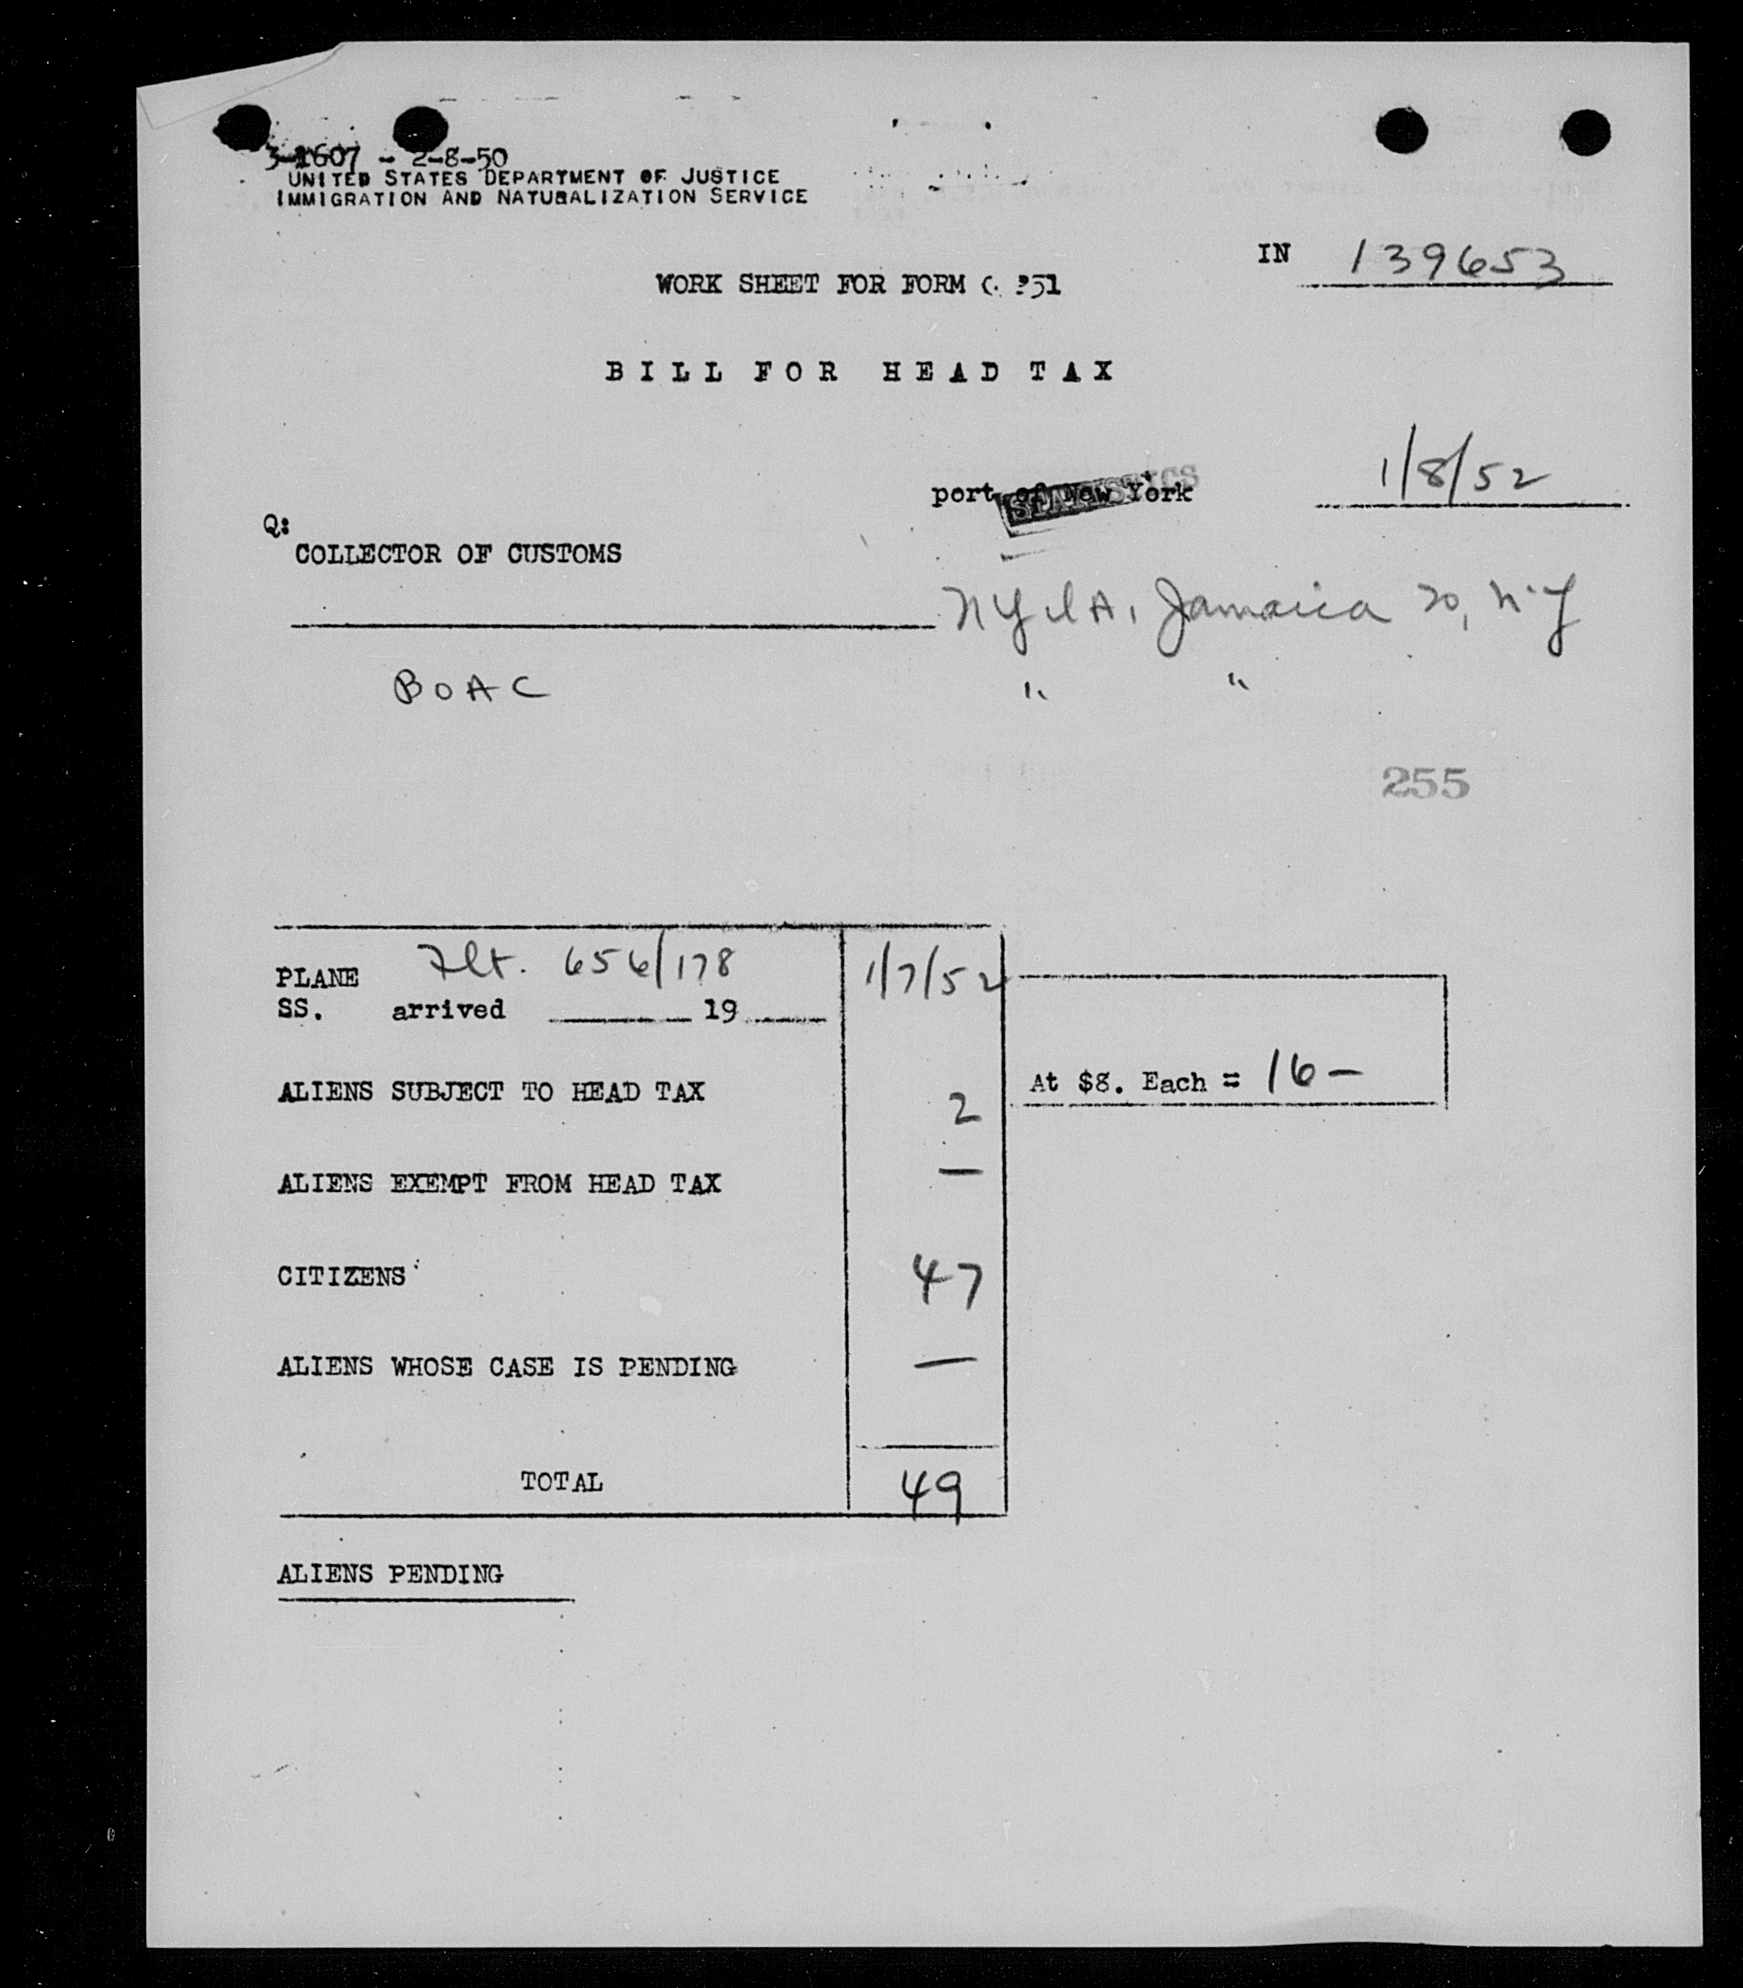 3-1607 - 2-8-50
UNITED STATES DEPARTMENT OF JUSTICE
IMMIGRATION AND NATURALIZATION SERVICE
IN 139653
WORK SHEET FOR FORM
BILL FOR HEAD TAX
port of New York 1/8/52
STATISTICS
Q:
COLLECTOR OF CUSTOMS
NYIA, Jamaica 20, N.Y
BOAC " "
255
PLANE Flt. 656/178 1/7/52
SS. arrived 19
ALIENS SUBJECT TO HEAD TAX 2 At $8. Each = 16 —
ALIENS EXEMPT FROM HEAD TAX —
CITIZENS 47
ALIENS WHOSE CASE IS PENDING —
TOTAL 49
ALIENS PENDING